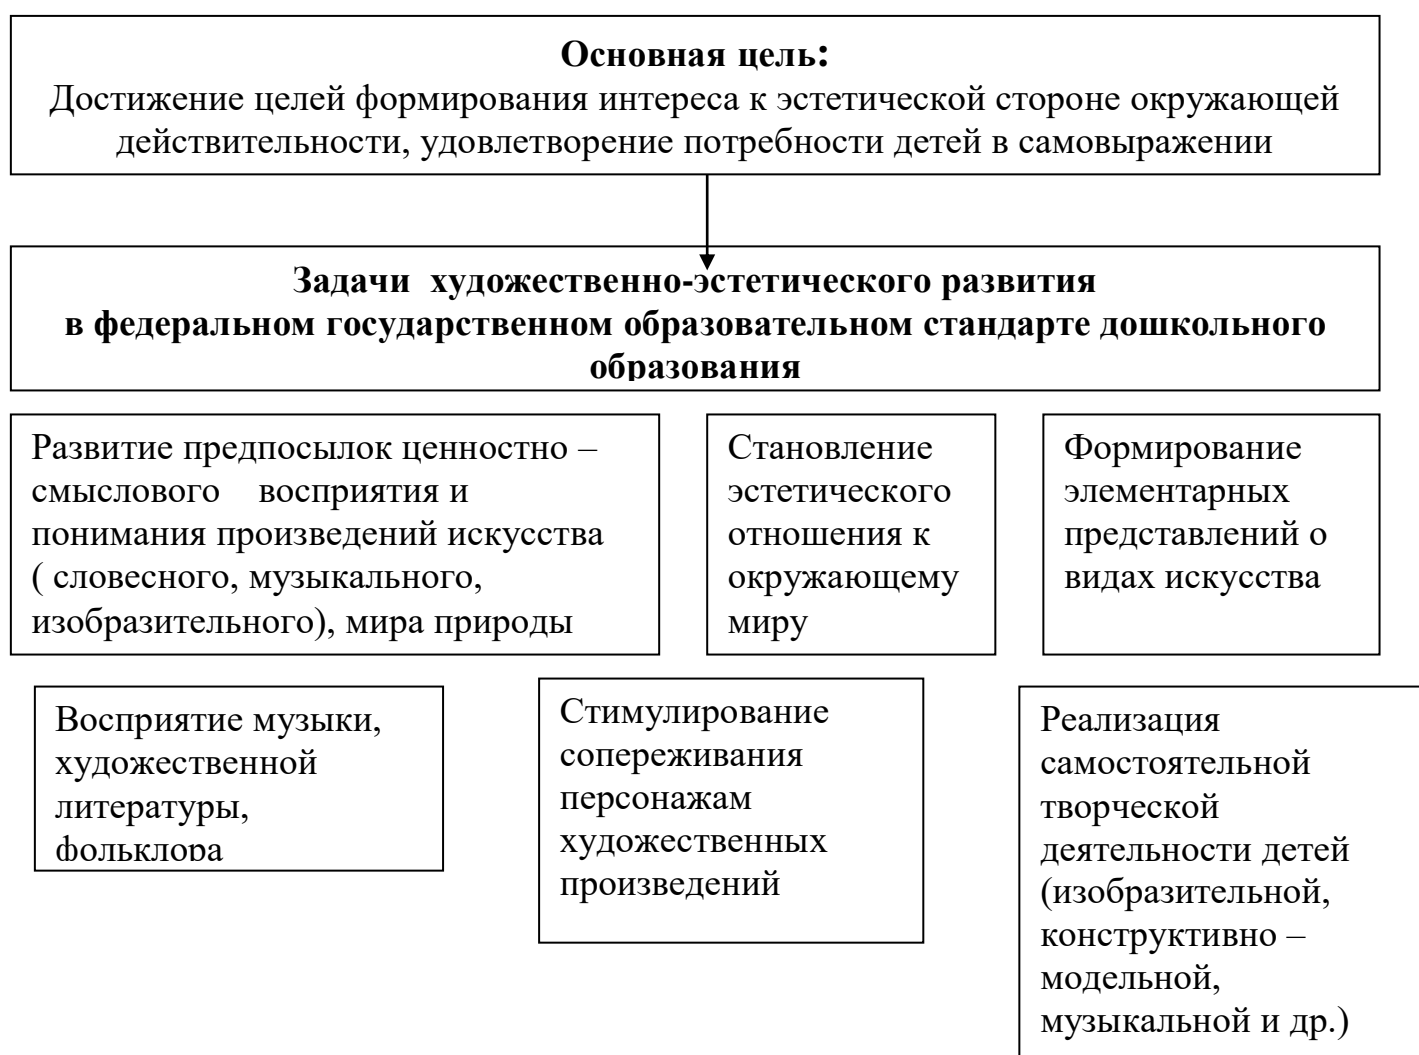 Основная цель:
Достижение целей формирования интереса к эстетической стороне окружающей
действительности, удовлетворение потребности детей в самовыражении
Задачи  художественно-эстетического развития
в федеральном государственном образовательном стандарте дошкольного
образования
Развитие предпосылок ценностно –
смыслового    восприятия и
понимания произведений искусства
( словесного, музыкального,
изобразительного), мира природы
Становление
эстетического
отношения к
окружающему
миру
Формирование
элементарных
представлений о
видах искусства
Восприятие музыки,
художественной
литературы,
фольклора
Стимулирование
сопереживания
персонажам
художественных
произведений
Реализация
самостоятельной
творческой
деятельности детей
(изобразительной,
конструктивно –
модельной,
музыкальной и др.)